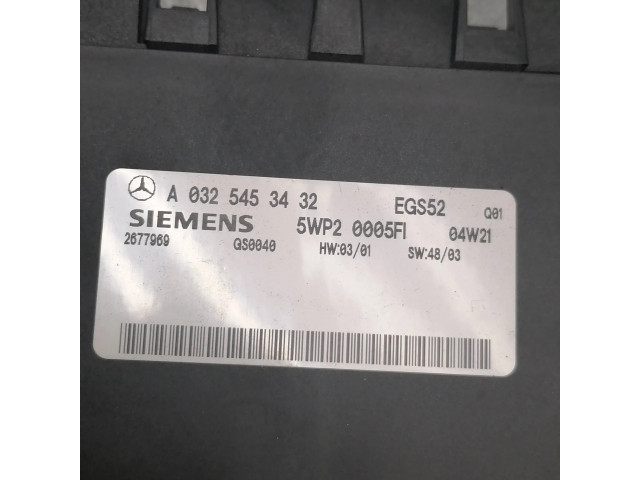 A 032 545 34 32 EGS52 Q01
SIEMENS 5WP2 0005FI 04W21
2677969 GS0040 HW:03/01 SW:48/03